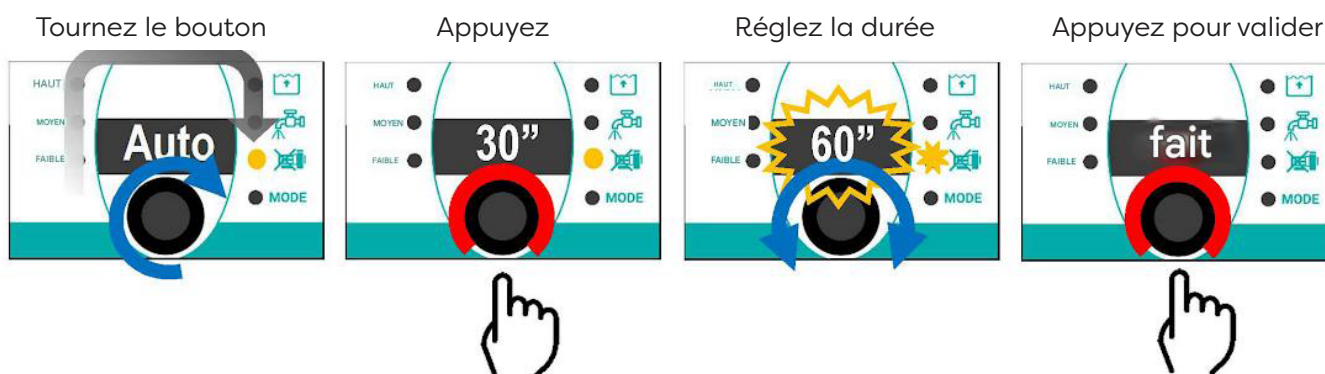 Tournez le bouton
Appuyez
Réglez la durée
Appuyez pour valider
HAUT
MOYEN
FAIBLE
Auto
MODE
HAUT
MOYEN
FAIBLE
30”
MODE
HAUT
MOYEN
FAIBLE
60”
MODE
HAUT
MOYEN
FAIBLE
fait
MODE